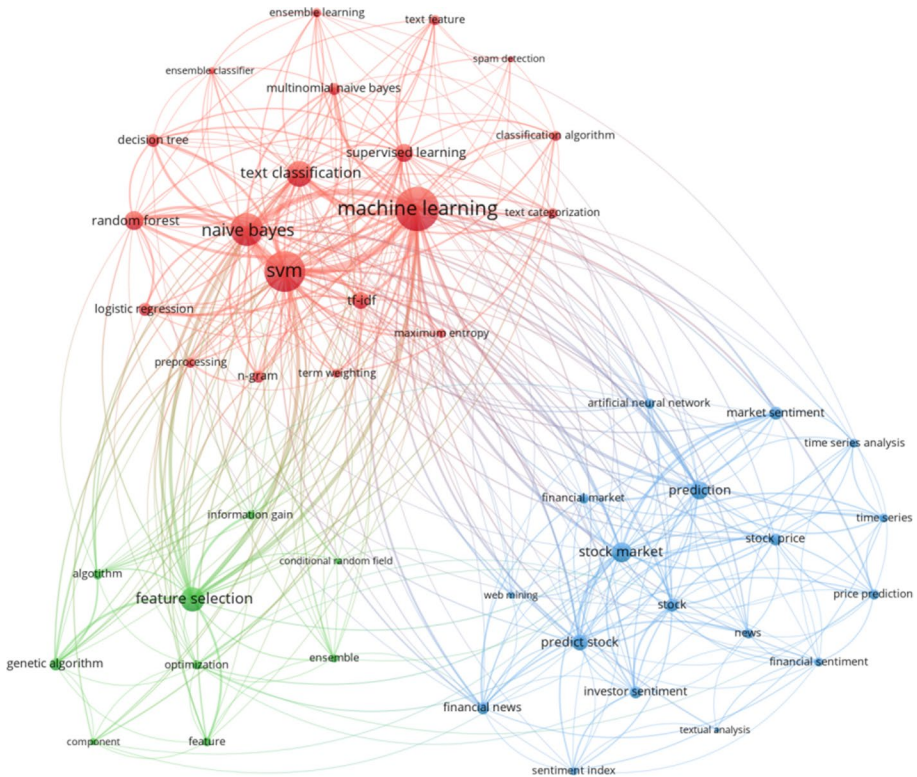 ensemble learning
text feature
spam detection
ensemble classifier
multinomial naive bayes
classification algorithm
decision tree
supervised learning
text classification
machine learning
text categorization
random forest
naive bayes
svm
tf-idf
logistic regression
maximum entropy
preprocessing
n-gram
term weighting
artificial neural network
market sentiment
time series analysis
prediction
financial market
information gain
time series
stock price
stock market
conditional random field
algotithm
feature selection
web mining
price prediction
stock
news
predict stock
ensemble
genetic algorithm
optimization
financial sentiment
investor sentiment
financial news
textual analysis
component
feature
sentiment index